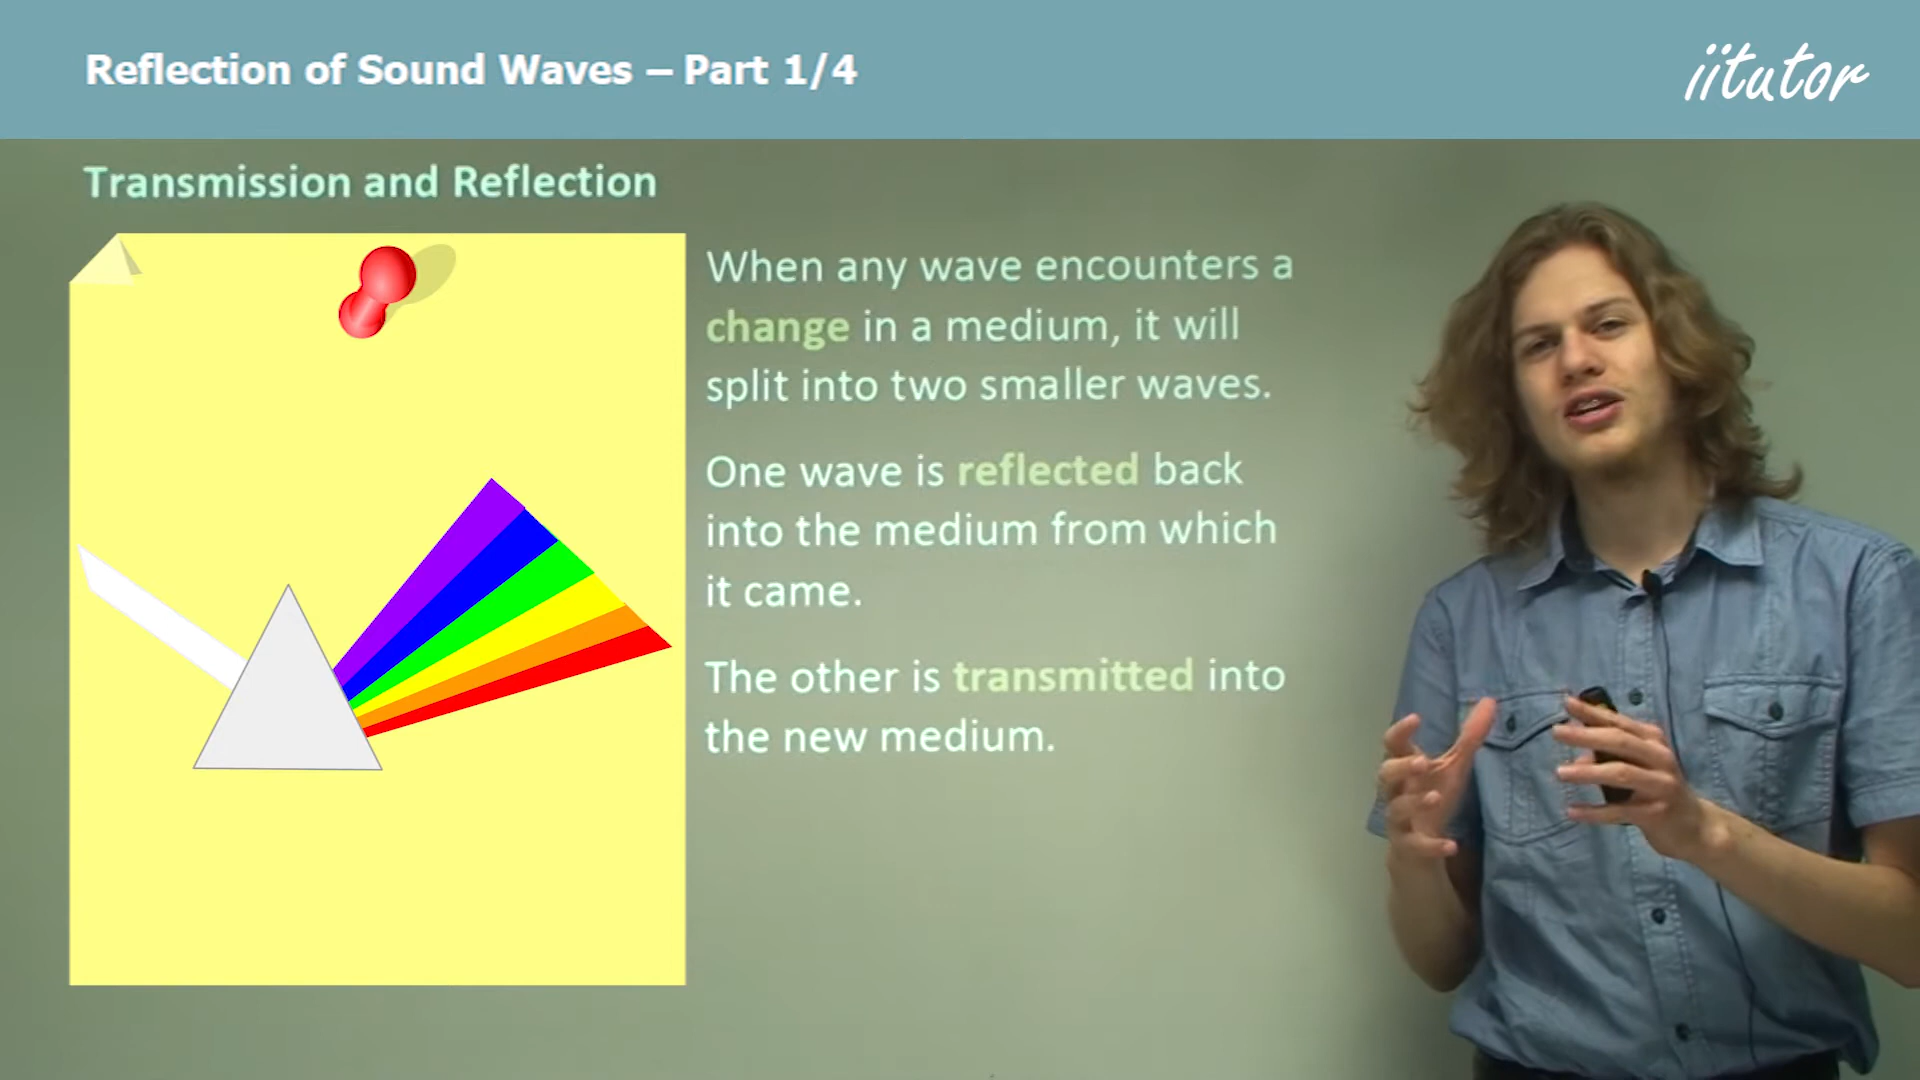 Reflection of Sound Waves – Part 1/4
iitutor
Transmission and Reflection
When any wave encounters a
change in a medium, it will
split into two smaller waves.
One wave is reflected back
into the medium from which
it came.
The other is transmitted into
the new medium.